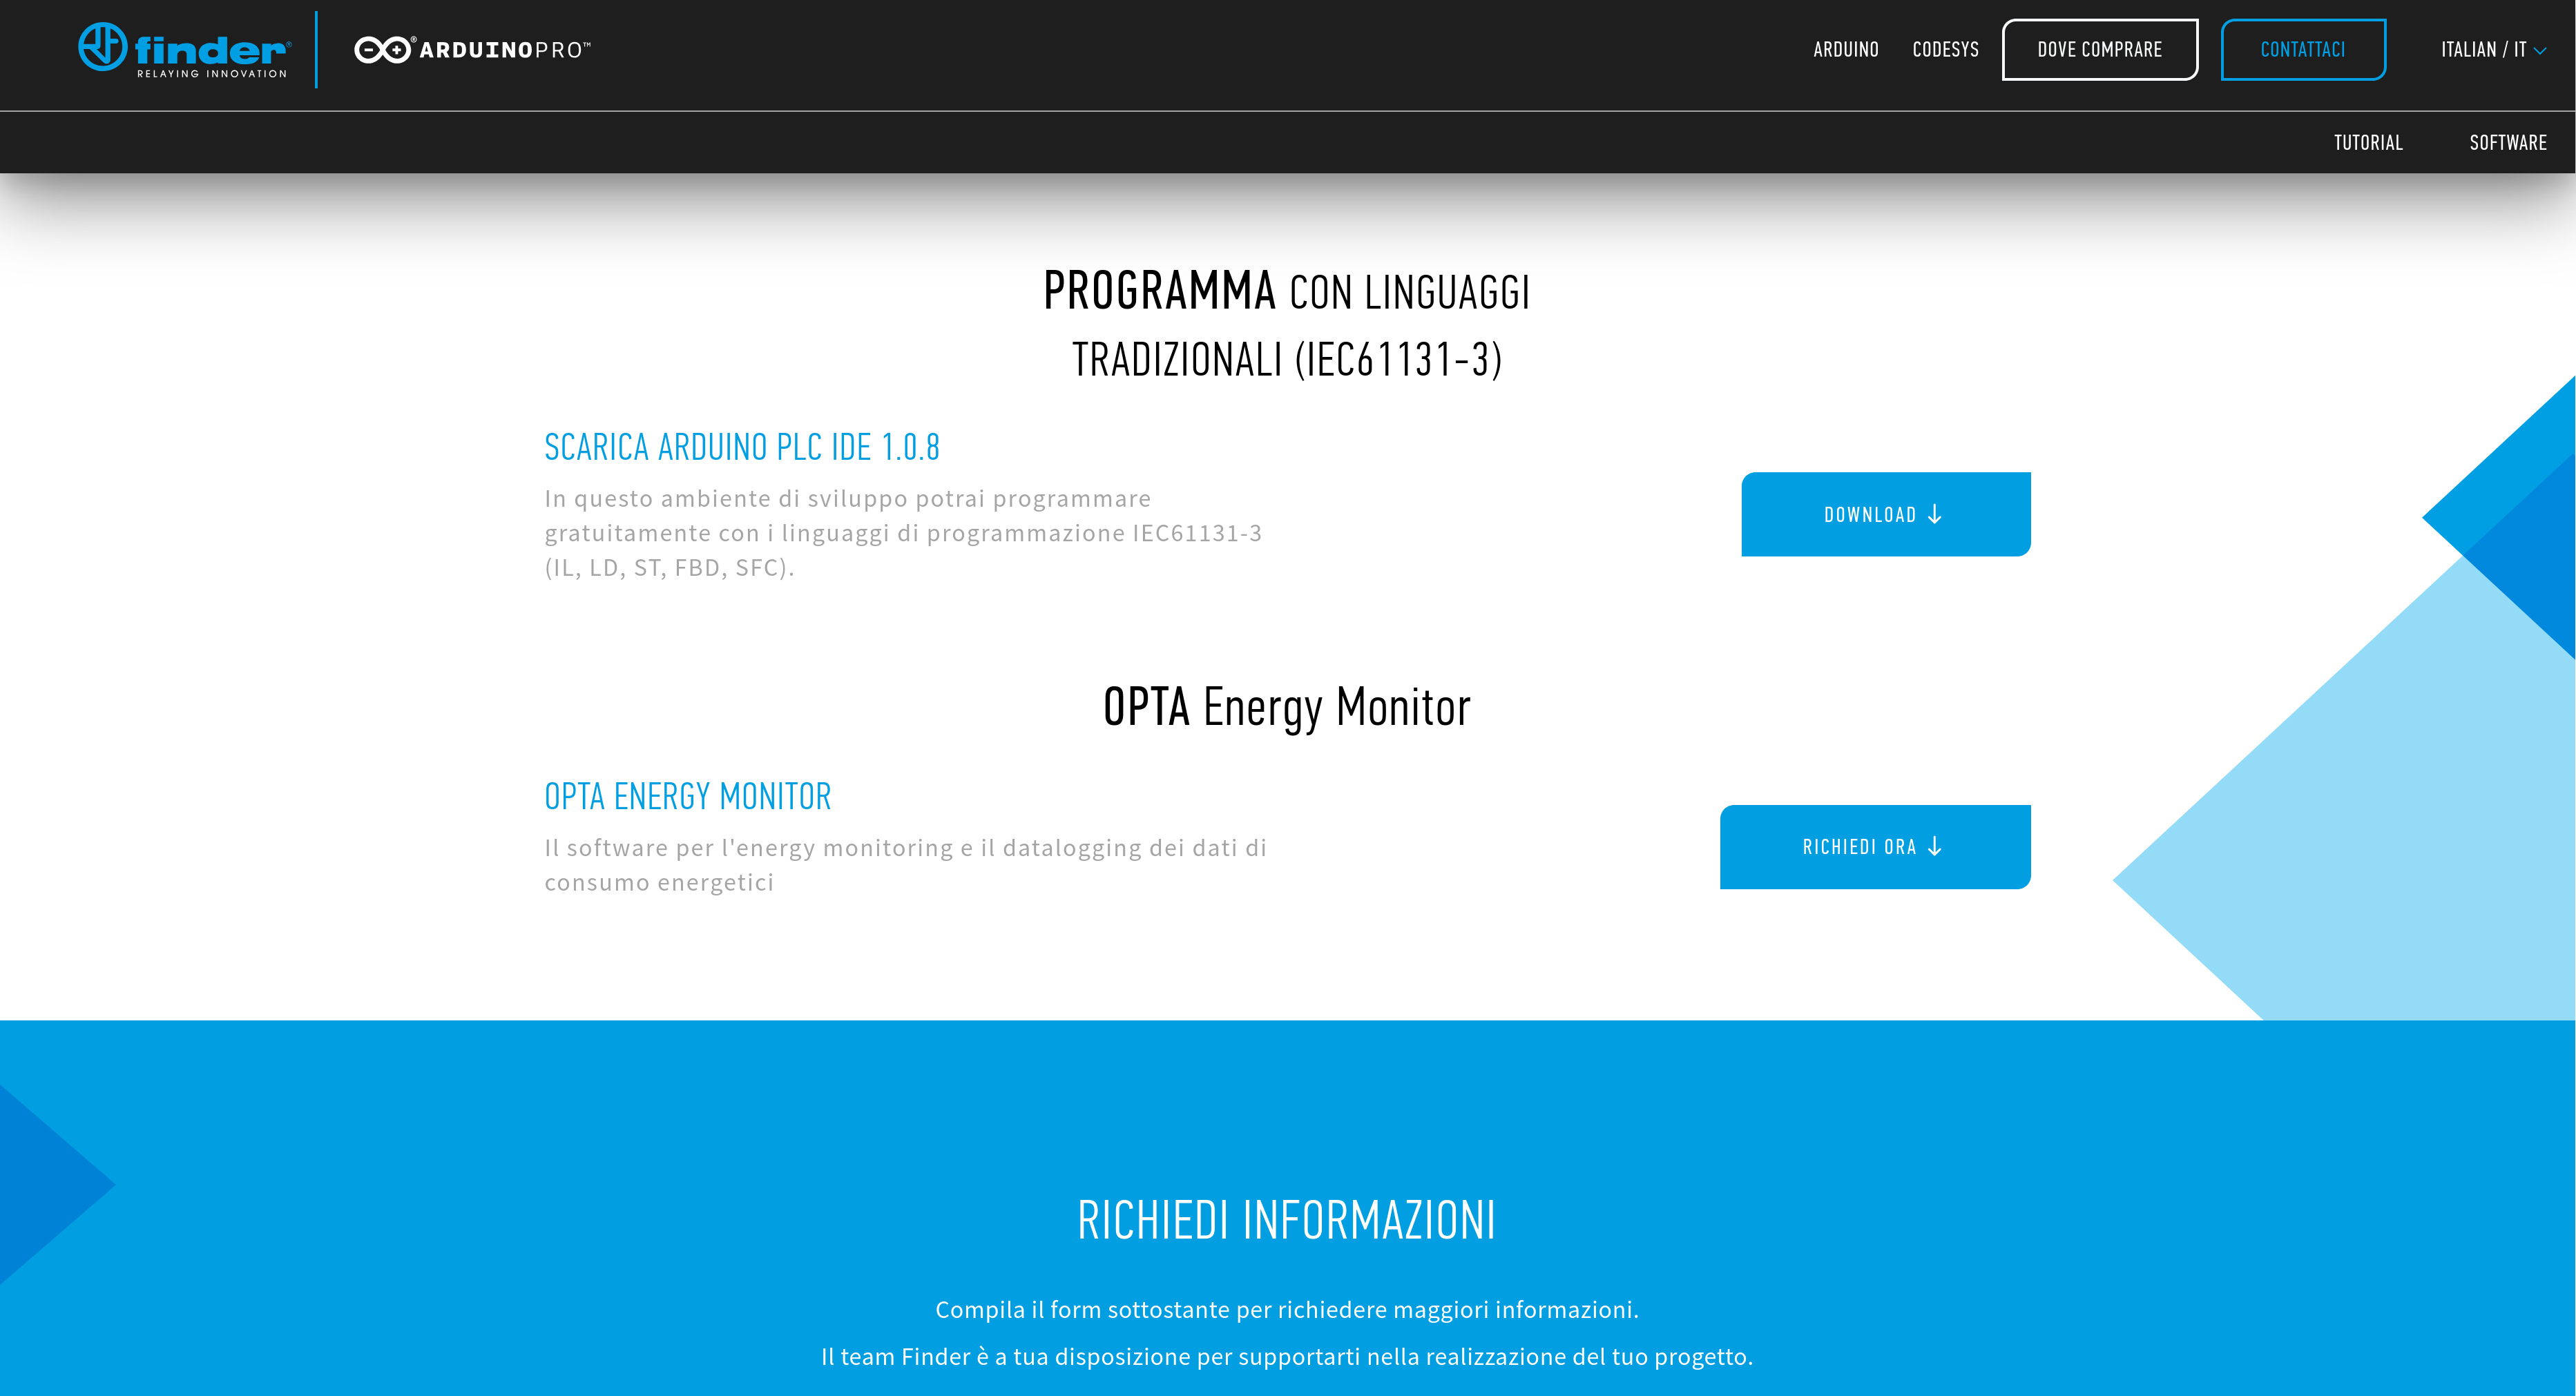 finder®
RELAYING INNOVATION
® ARDUINO PRO™
ARDUINO
CODESYS
DOVE COMPRARE
CONTATTACI
ITALIAN / IT
TUTORIAL
SOFTWARE
PROGRAMMA CON LINGUAGGI
TRADIZIONALI (IEC61131-3)
SCARICA ARDUINO PLC IDE 1.0.8
In questo ambiente di sviluppo potrai programmare
gratuitamente con i linguaggi di programmazione IEC61131-3
(IL, LD, ST, FBD, SFC).
DOWNLOAD ↓
OPTA Energy Monitor
OPTA ENERGY MONITOR
Il software per l'energy monitoring e il datalogging dei dati di
consumo energetici
RICHIEDI ORA ↓
RICHIEDI INFORMAZIONI
Compila il form sottostante per richiedere maggiori informazioni.
Il team Finder è a tua disposizione per supportarti nella realizzazione del tuo progetto.